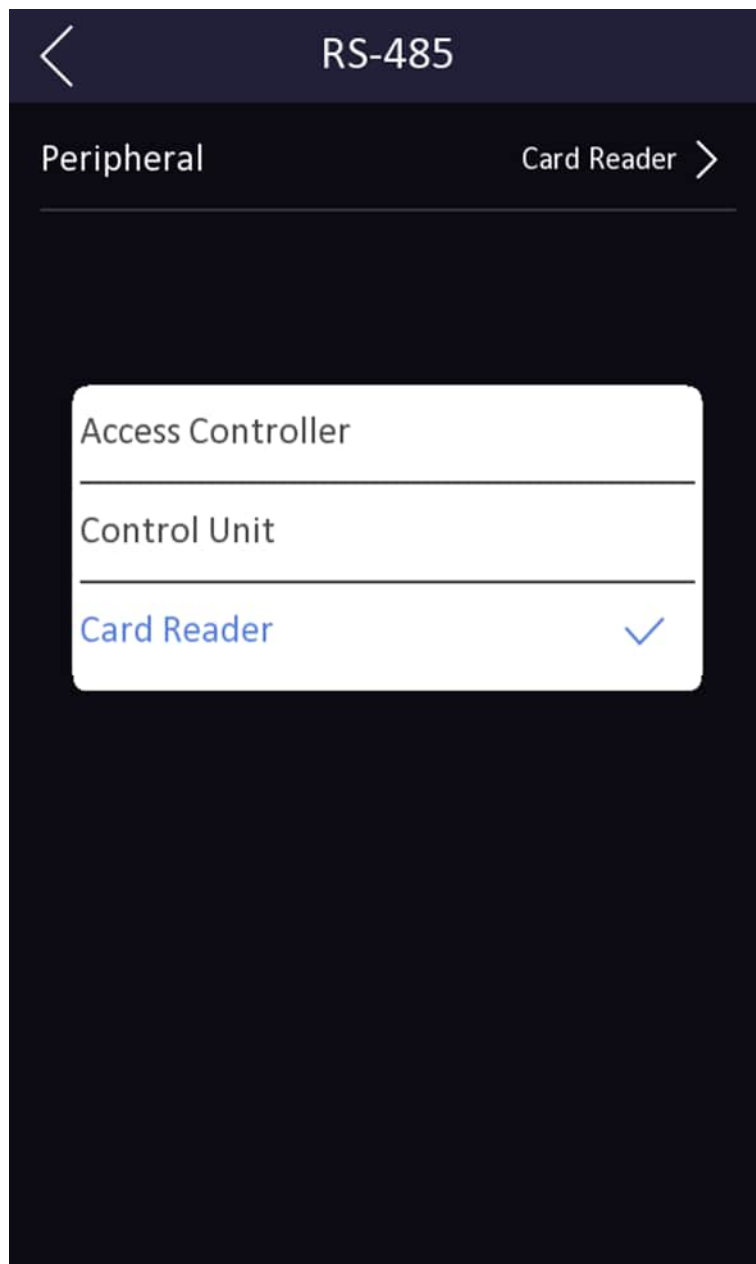 RS-485
Peripheral Card Reader
Access Controller
Control Unit
Card Reader